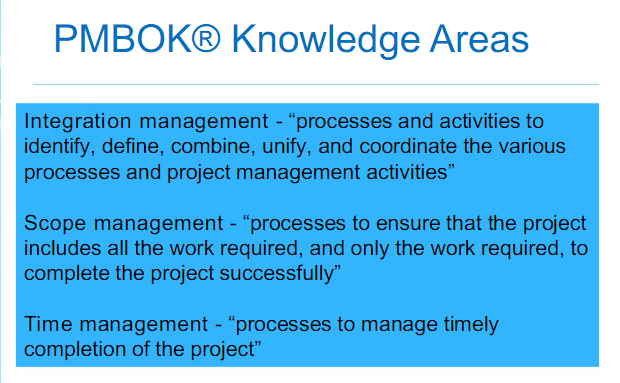 PMBOK® Knowledge Areas
Integration management - “processes and activities to
identify, define, combine, unify, and coordinate the various
processes and project management activities”
Scope management - “processes to ensure that the project
includes all the work required, and only the work required, to
complete the project successfully”
Time management - “processes to manage timely
completion of the project”